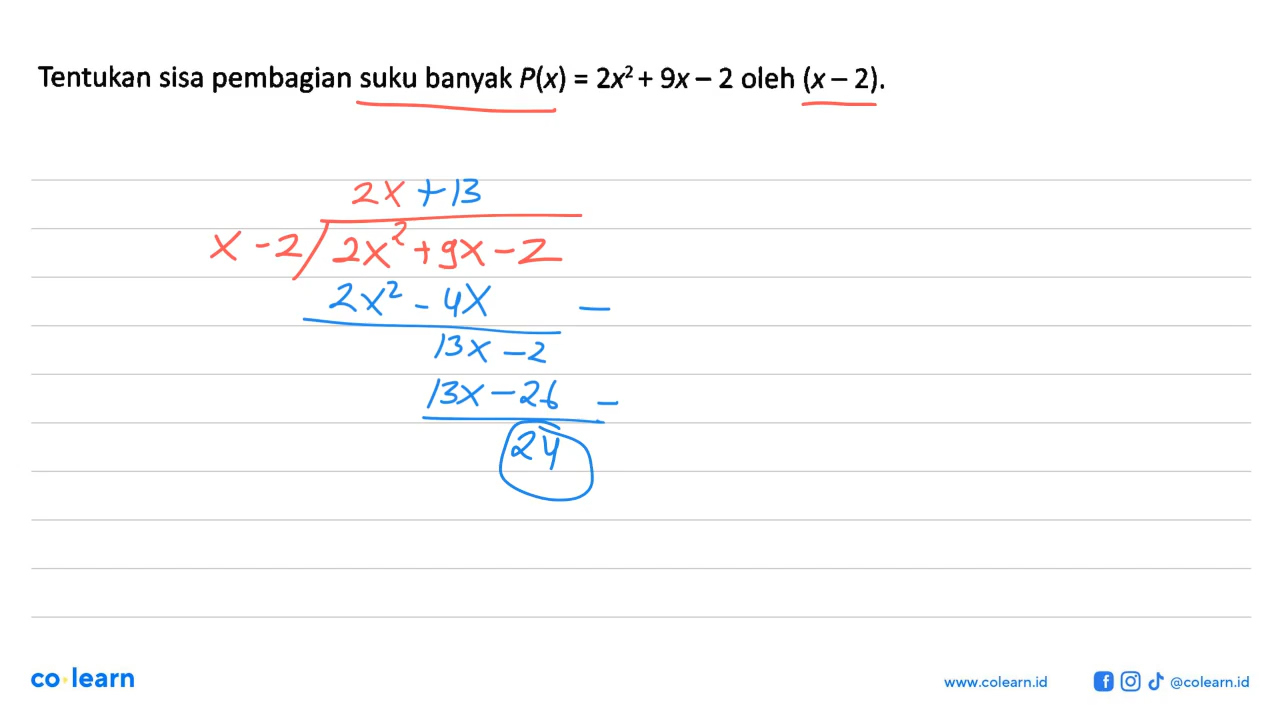 Tentukan sisa pembagian suku banyak P(x) = 2x² + 9x – 2 oleh (x – 2).
2x + 13
x - 2 / 2x² + 9x - 2
2x² - 4x -
13x - 2
13x - 26 -
24
co learn
www.colearn.id @colearn.id